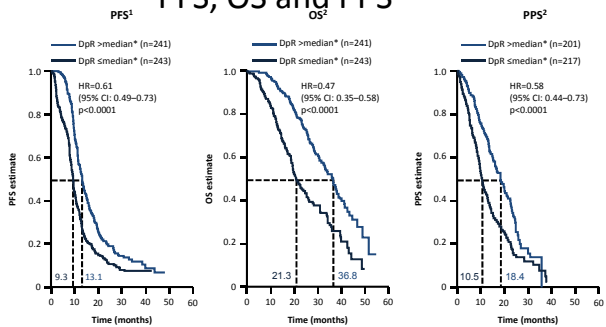 PFS, OS and PPS
PFS¹
DpR >median* (n=241)
DpR ≤median* (n=243)
HR=0.61
(95% CI: 0.49–0.73)
p<0.0001
PFS estimate
1.0
0.8
0.6
0.4
0.2
0
9.3
13.1
0 10 20 30 40 50 60
Time (months)
OS²
DpR >median* (n=241)
DpR ≤median* (n=243)
HR=0.47
(95% CI: 0.35–0.58)
p<0.0001
OS estimate
1.0
0.8
0.6
0.4
0.2
0
21.3
36.8
0 10 20 30 40 50 60
Time (months)
PPS²
DpR >median* (n=201)
DpR ≤median* (n=217)
HR=0.58
(95% CI: 0.44–0.73)
p<0.0001
PPS estimate
1.0
0.8
0.6
0.4
0.2
0
10.5
18.4
0 10 20 30 40 50 60
Time (months)